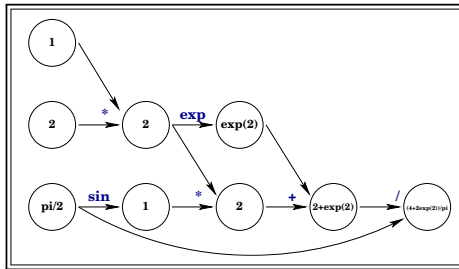 1
2 * 2 exp exp(2)
pi/2 sin 1 * 2 + 2+exp(2) / (4+2exp(2))/pi